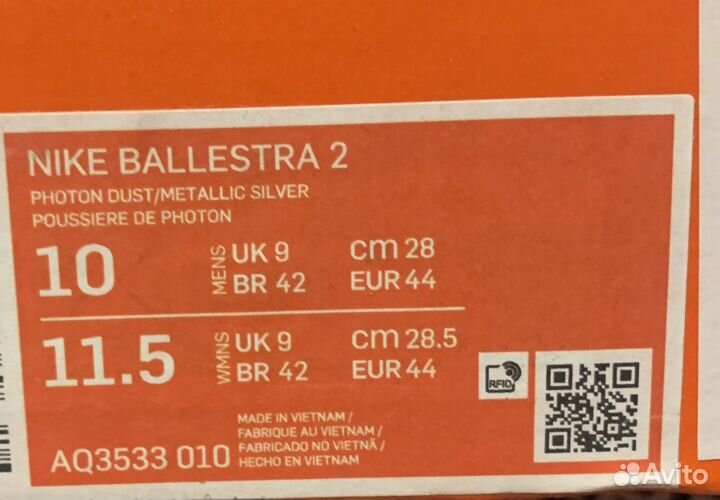 NIKE BALLESTRA 2
PHOTON DUST/METALLIC SILVER
POUSSIERE DE PHOTON
10 MENS UK 9 cm 28
BR 42 EUR 44
11.5 WMNS UK 9 cm 28.5
BR 42 EUR 44
RFID
MADE IN VIETNAM /
FABRIQUE AU VIETNAM /
FABRICADO NO VIETNÃ /
HECHO EN VIETNAM
AQ3533 010
Avito